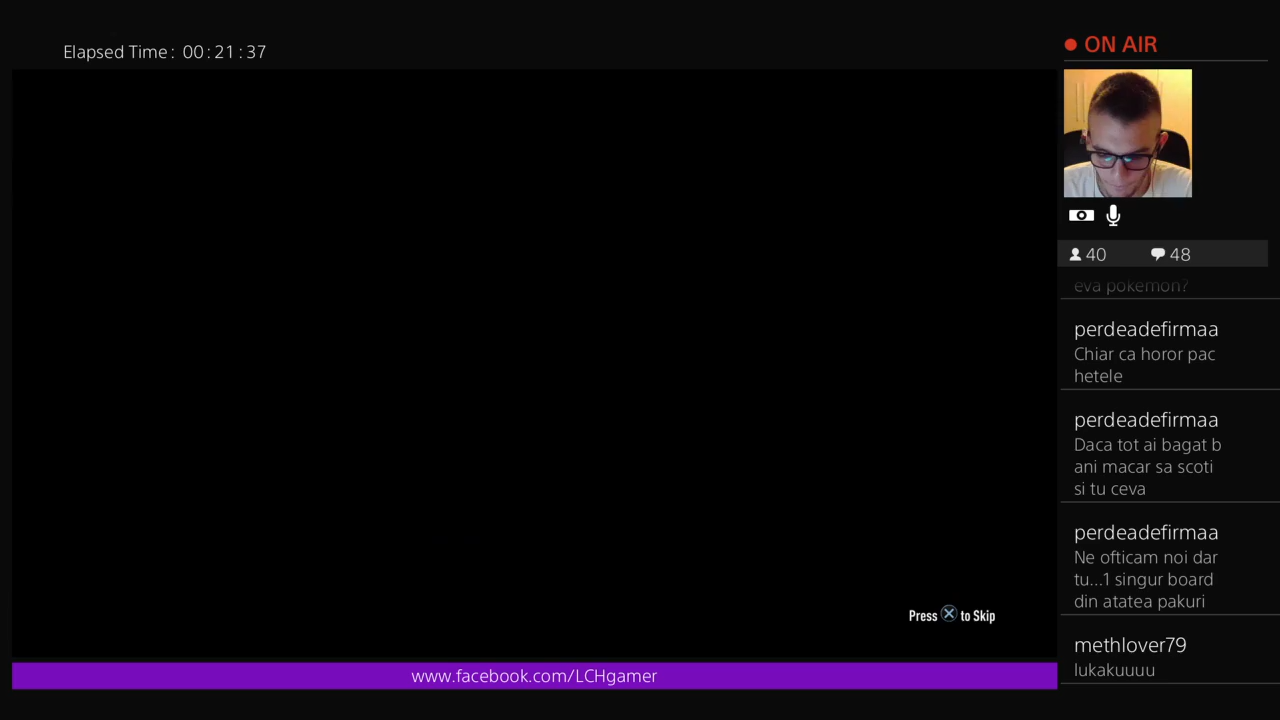 Elapsed Time: 00:21:37
ON AIR
40 48
eva pokemon?
perdeadefirmaa
Chiar ca horor pac
hetele
perdeadefirmaa
Daca tot ai bagat b
ani macar sa scoti
si tu ceva
perdeadefirmaa
Ne ofticam noi dar
tu...1 singur board
din atatea pakuri
methlover79
lukakuuuu
Press X to Skip
www.facebook.com/LCHgamer